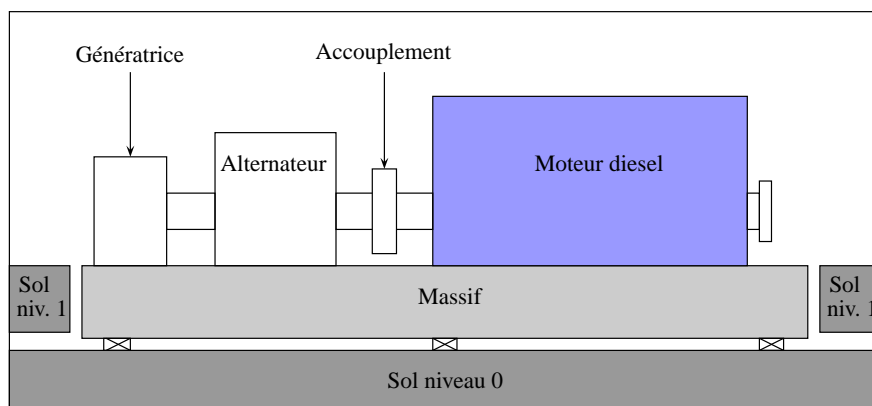 Génératrice
Accouplement
Alternateur
Moteur diesel
Sol
niv. 1
Massif
Sol
niv. 1
Sol niveau 0